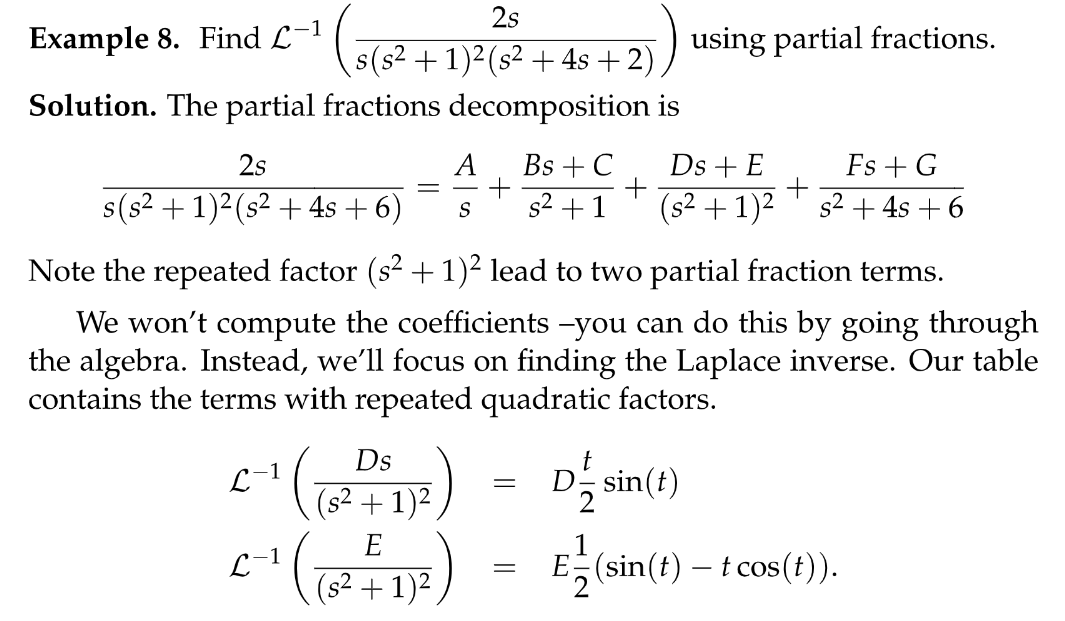 Example 8. Find $\mathcal{L}^{-1}\left(\frac{2s}{s(s^2+1)^2(s^2+4s+2)}\right)$ using partial fractions.
Solution. The partial fractions decomposition is
$\frac{2s}{s(s^2+1)^2(s^2+4s+6)} = \frac{A}{s} + \frac{Bs+C}{s^2+1} + \frac{Ds+E}{(s^2+1)^2} + \frac{Fs+G}{s^2+4s+6}$
Note the repeated factor $(s^2+1)^2$ lead to two partial fraction terms.
We won't compute the coefficients –you can do this by going through
the algebra. Instead, we'll focus on finding the Laplace inverse. Our table
contains the terms with repeated quadratic factors.
$\mathcal{L}^{-1}\left(\frac{Ds}{(s^2+1)^2}\right) = D\frac{t}{2}\sin(t)$
$\mathcal{L}^{-1}\left(\frac{E}{(s^2+1)^2}\right) = E\frac{1}{2}(\sin(t) - t\cos(t)).$